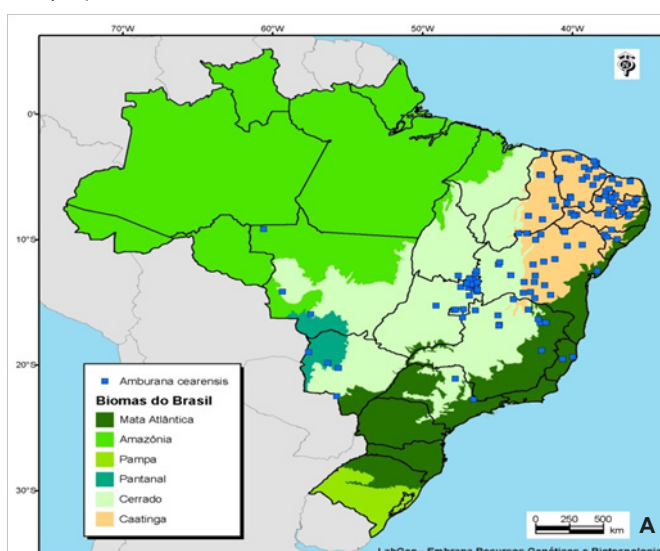 70°W 60°W 50°W 40°W
0°
10°S
20°S
30°S
Amburana cearensis
Biomas do Brasil
Mata Atlântica
Amazónia
Pampa
Pantanal
Cerrado
Caatinga
0 250 500
km
A